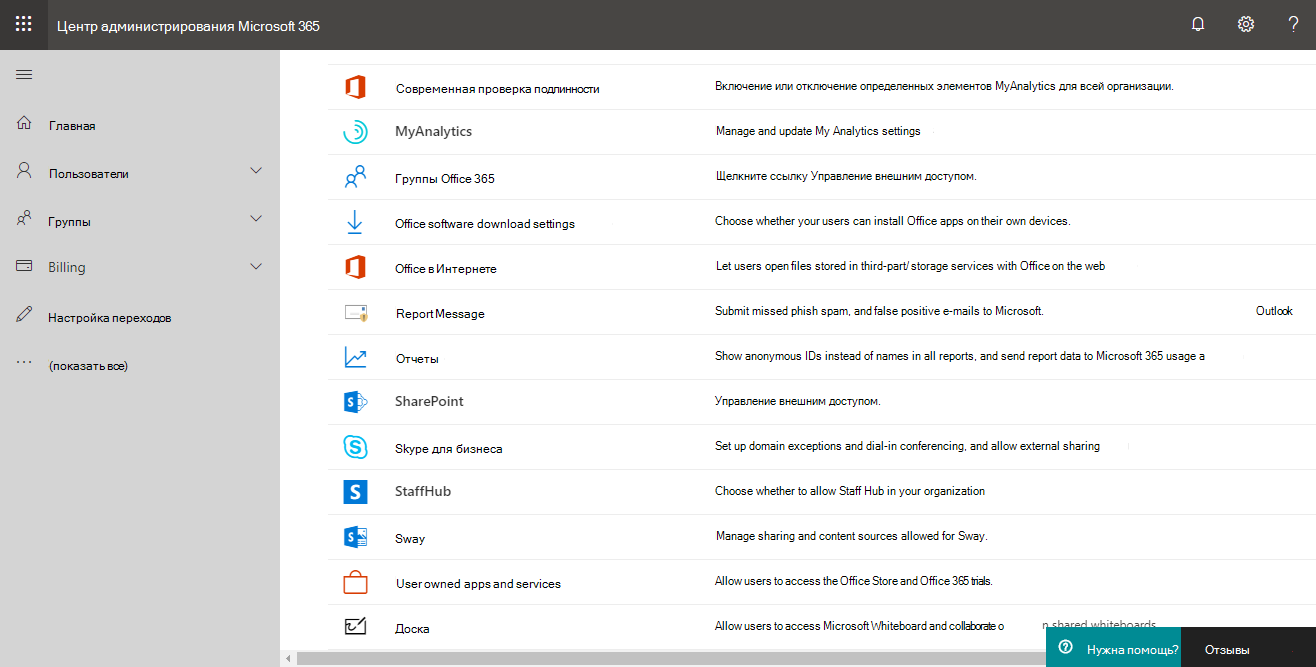 Центр администрирования Microsoft 365
?
Главная
Пользователи
Группы
Billing
Настройка переходов
(показать все)
Современная проверка подлинности
Включение или отключение определенных элементов MyAnalytics для всей организации.
MyAnalytics
Manage and update My Analytics settings
Группы Office 365
Щелкните ссылку Управление внешним доступом.
Office software download settings
Choose whether your users can install Office apps on their own devices.
Office в Интернете
Let users open files stored in third-part/ storage services with Office on the web
Report Message
Submit missed phish spam, and false positive e-mails to Microsoft.
Outlook
Отчеты
Show anonymous IDs instead of names in all reports, and send report data to Microsoft 365 usage a
SharePoint
Управление внешним доступом.
Skype для бизнеса
Set up domain exceptions and dial-in conferencing, and allow external sharing
StaffHub
Choose whether to allow Staff Hub in your organization
Sway
Manage sharing and content sources allowed for Sway.
User owned apps and services
Allow users to access the Office Store and Office 365 trials.
Доска
Allow users to access Microsoft Whiteboard and collaborate o n shared whiteboards
Нужна помощь?
Отзывы